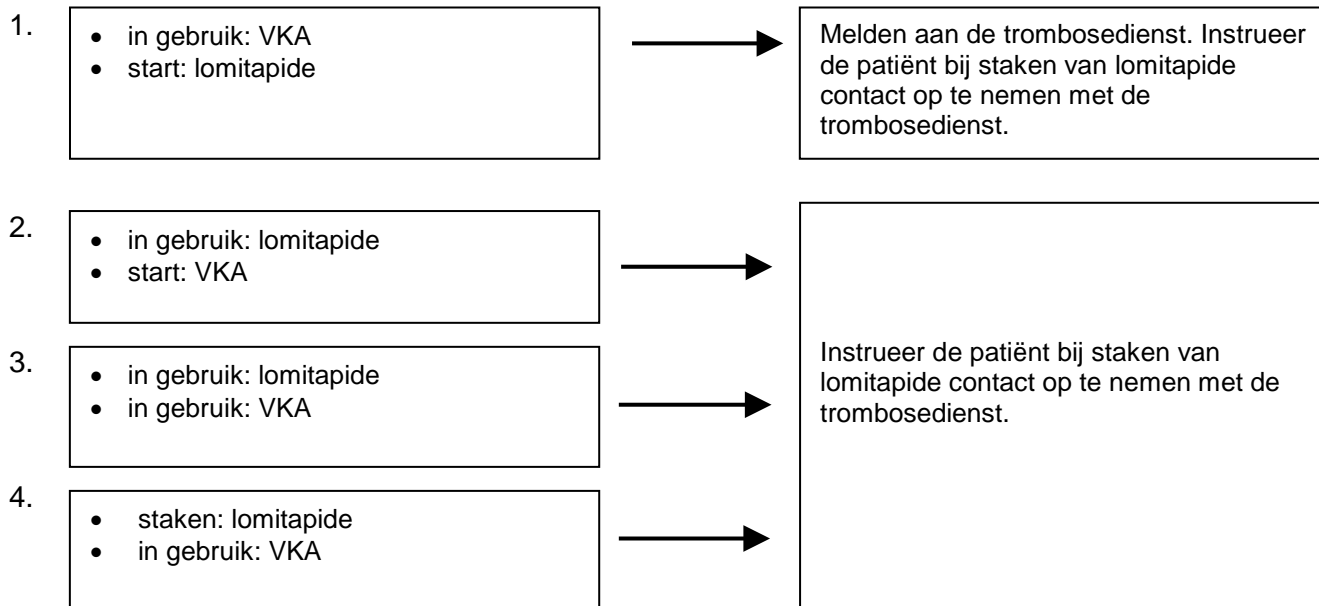 1.
• in gebruik: VKA
• start: lomitapide
Melden aan de trombosedienst. Instrueer
de patiënt bij staken van lomitapide
contact op te nemen met de
trombosedienst.
2.
• in gebruik: lomitapide
• start: VKA
3.
• in gebruik: lomitapide
• in gebruik: VKA
4.
• staken: lomitapide
• in gebruik: VKA
Instrueer de patiënt bij staken van
lomitapide contact op te nemen met de
trombosedienst.